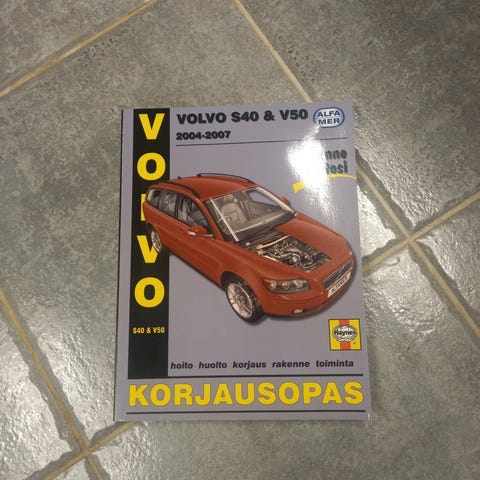 VOLVO
VOLVO S40 & V50
2004-2007
ALFA
MER
S40 & V50
Haynes
hoito huolto korjaus rakenne toiminta
KORJAUSOPAS